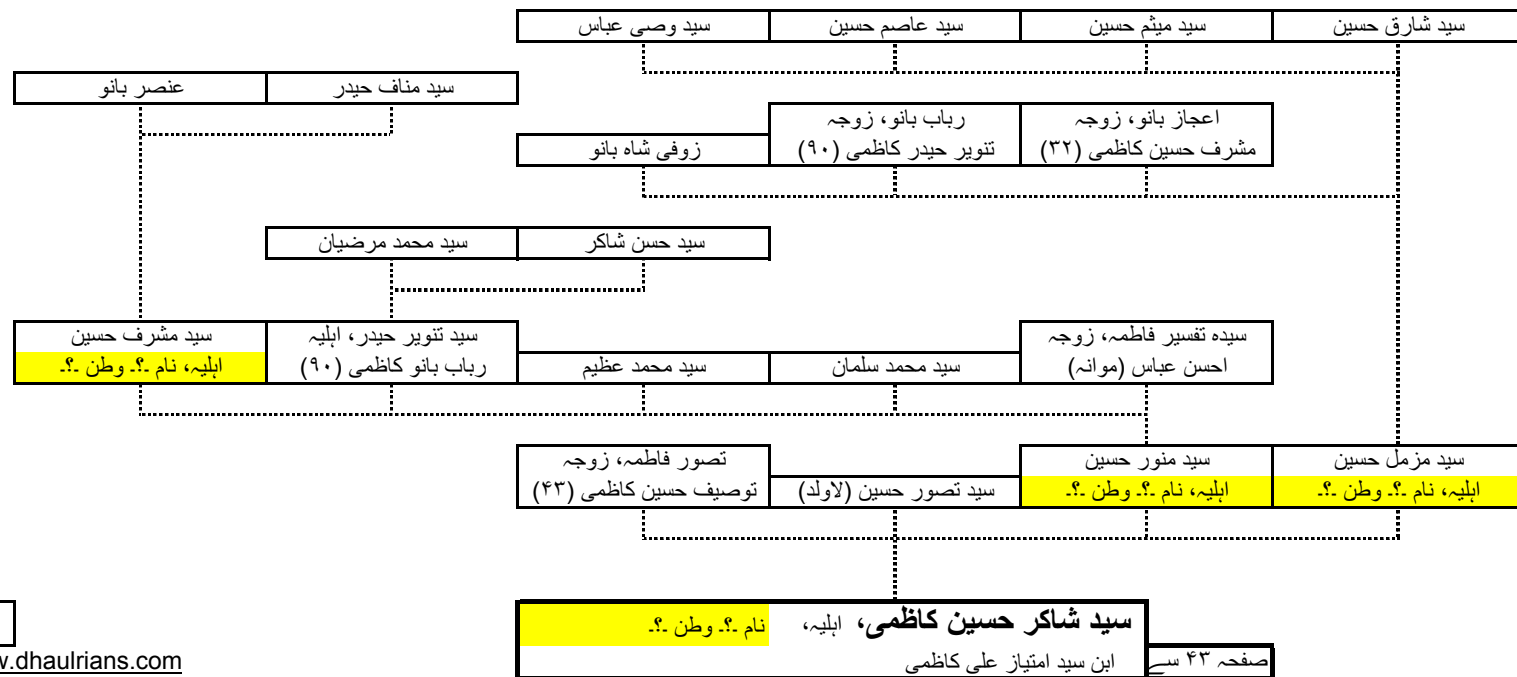 سید شارق حسین
سید میثم حسین
سید عاصم حسین
سید وصی عباس
سید مناف حیدر
عنصر بانو
اعجاز بانو، زوجہ
مشرف حسین کاظمی (۳۲)
رباب بانو، زوجہ
تنویر حیدر کاظمی (۹۰)
زوفی شاہ بانو
سید حسن شاکر
سید محمد مرضیان
سیدہ تفسیر فاطمہ، زوجہ
احسن عباس (موانہ)
سید محمد سلمان
سید محمد عظیم
سید تنویر حیدر، اہلیہ
رباب بانو کاظمی (۹۰)
سید مشرف حسین
اہلیہ، نام ۔؟۔ وطن ۔؟۔
سید مزمل حسین
اہلیہ، نام ۔؟۔ وطن ۔؟۔
سید منور حسین
اہلیہ، نام ۔؟۔ وطن ۔؟۔
سید تصور حسین (لاولد)
تصور فاطمہ، زوجہ
توصیف حسین کاظمی (۴۳)
سید شاکر حسین کاظمی، اہلیہ، نام ۔؟۔ وطن ۔؟۔
ابن سید امتیاز علی کاظمی
صفحہ ۴۳ سے
w.dhaulrians.com